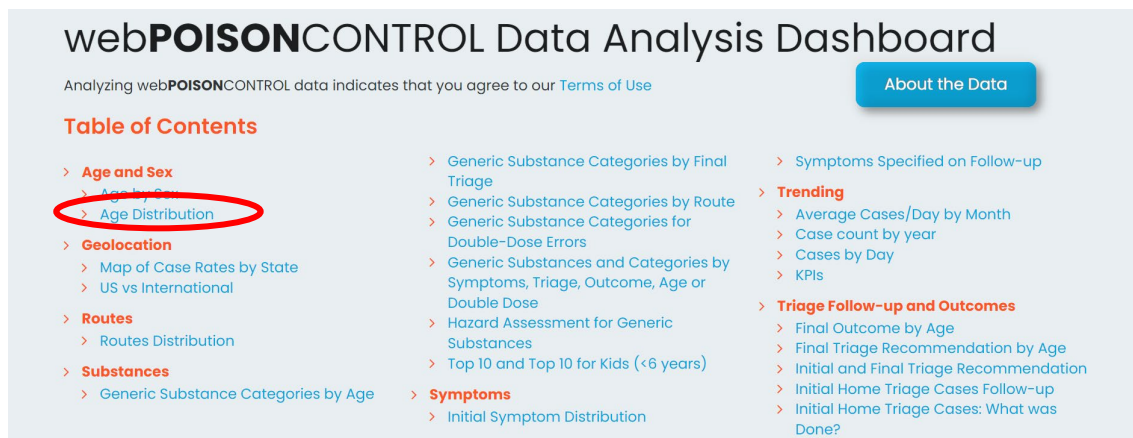 webPOISONCONTROL Data Analysis Dashboard
Analyzing webPOISONCONTROL data indicates that you agree to our Terms of Use
About the Data
Table of Contents
> Age and Sex
> Age by Sex
> Age Distribution
> Geolocation
> Map of Case Rates by State
> US vs International
> Routes
> Routes Distribution
> Substances
> Generic Substance Categories by Age
> Generic Substance Categories by Final
Triage
> Generic Substance Categories by Route
> Generic Substance Categories for
Double-Dose Errors
> Generic Substances and Categories by
Symptoms, Triage, Outcome, Age or
Double Dose
> Hazard Assessment for Generic
Substances
> Top 10 and Top 10 for Kids (<6 years)
> Symptoms
> Initial Symptom Distribution
> Symptoms Specified on Follow-up
> Trending
> Average Cases/Day by Month
> Case count by year
> Cases by Day
> KPIs
> Triage Follow-up and Outcomes
> Final Outcome by Age
> Final Triage Recommendation by Age
> Initial and Final Triage Recommendation
> Initial Home Triage Cases Follow-up
> Initial Home Triage Cases: What was
Done?